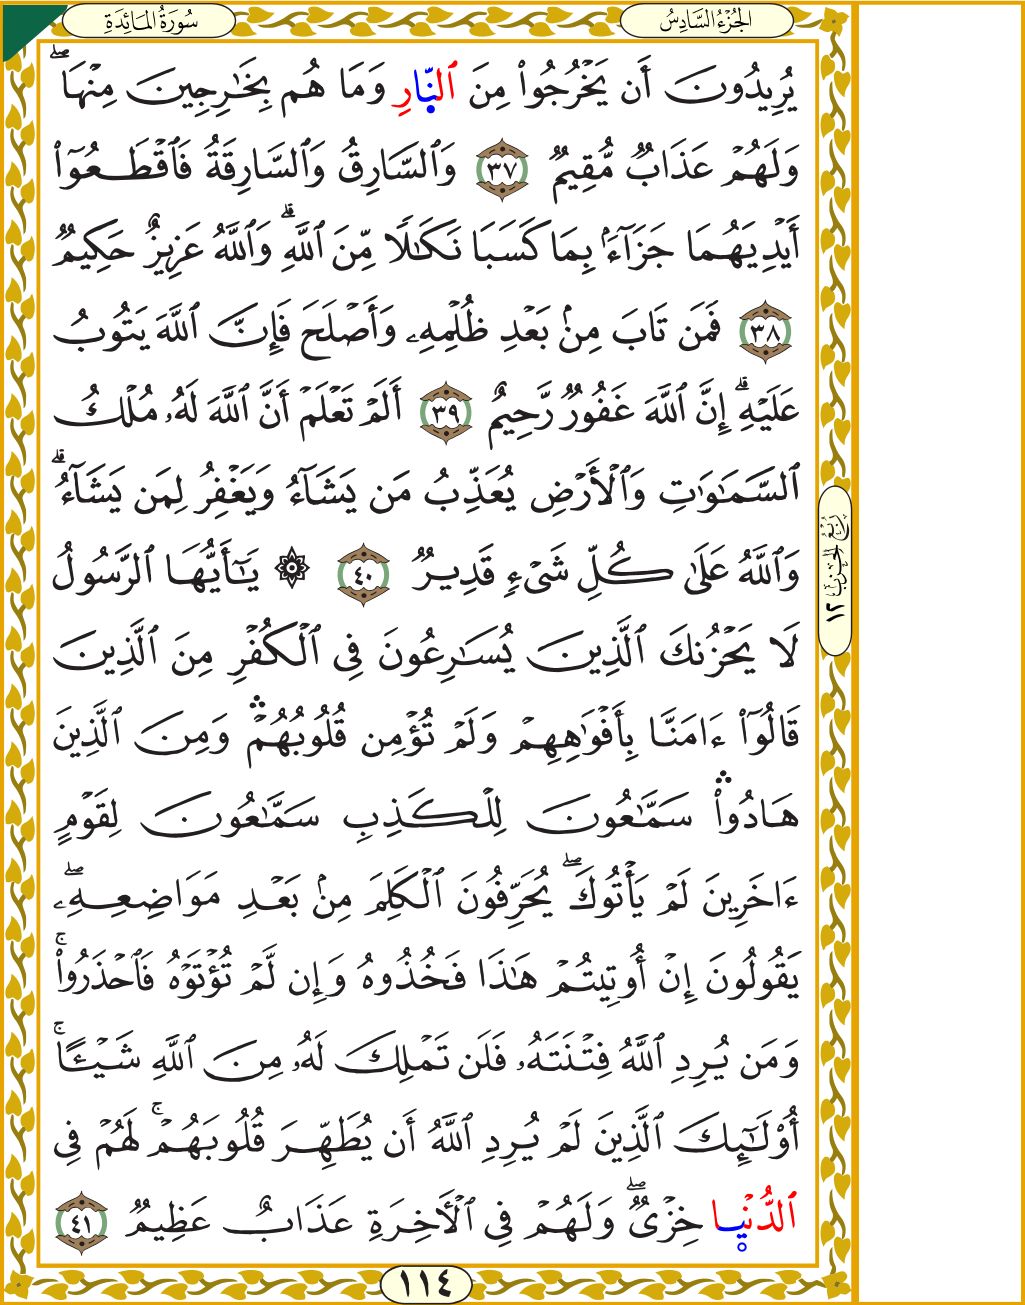 الجُزْءُ السَّادِسُ
سُورَةُ المَائِدَةِ
يُرِيدُونَ أَن يَخْرُجُوا۟ مِنَ ٱلنَّارِ وَمَا هُم بِخَـٰرِجِينَ مِنْهَا ۖ
وَلَهُمْ عَذَابٌ مُّقِيمٌ ٣٧ وَٱلسَّارِقُ وَٱلسَّارِقَةُ فَٱقْطَعُوٓا۟
أَيْدِيَهُمَا جَزَآءًۢ بِمَا كَسَبَا نَكَـٰلًا مِّنَ ٱللَّهِ ۗ وَٱللَّهُ عَزِيزٌ حَكِيمٌ
٣٨ فَمَن تَابَ مِنۢ بَعْدِ ظُلْمِهِۦ وَأَصْلَحَ فَإِنَّ ٱللَّهَ يَتُوبُ
عَلَيْهِ ۗ إِنَّ ٱللَّهَ غَفُورٌ رَّحِيمٌ ٣٩ أَلَمْ تَعْلَمْ أَنَّ ٱللَّهَ لَهُۥ مُلْكُ
ٱلسَّمَـٰوَٰتِ وَٱلْأَرْضِ يُعَذِّبُ مَن يَشَآءُ وَيَغْفِرُ لِمَن يَشَآءُ ۗ
وَٱللَّهُ عَلَىٰ كُلِّ شَىْءٍ قَدِيرٌ ٤٠ ۞ يَـٰٓأَيُّهَا ٱلرَّسُولُ
لَا يَحْزُنكَ ٱلَّذِينَ يُسَـٰرِعُونَ فِى ٱلْكُفْرِ مِنَ ٱلَّذِينَ
قَالُوٓا۟ ءَامَنَّا بِأَفْوَٰهِهِمْ وَلَمْ تُؤْمِن قُلُوبُهُمْ ۛ وَمِنَ ٱلَّذِينَ
هَادُوا۟ ۛ سَمَّـٰعُونَ لِلْكَذِبِ سَمَّـٰعُونَ لِقَوْمٍ
ءَاخَرِينَ لَمْ يَأْتُوكَ ۖ يُحَرِّفُونَ ٱلْكَلِمَ مِنۢ بَعْدِ مَوَاضِعِهِۦ ۖ
يَقُولُونَ إِنْ أُوتِيتُمْ هَـٰذَا فَخُذُوهُ وَإِن لَّمْ تُؤْتَوْهُ فَٱحْذَرُوا۟ ۚ
وَمَن يُرِدِ ٱللَّهُ فِتْنَتَهُۥ فَلَن تَمْلِكَ لَهُۥ مِنَ ٱللَّهِ شَيْـًٔا ۚ
أُو۟لَـٰٓئِكَ ٱلَّذِينَ لَمْ يُرِدِ ٱللَّهُ أَن يُطَهِّرَ قُلُوبَهُمْ ۚ لَهُمْ فِى
ٱلدُّنْيَا خِزْىٌ ۖ وَلَهُمْ فِى ٱلْـَٔاخِرَةِ عَذَابٌ عَظِيمٌ ٤١
رُبْعُ الحِزْبِ ١٢
١١٤